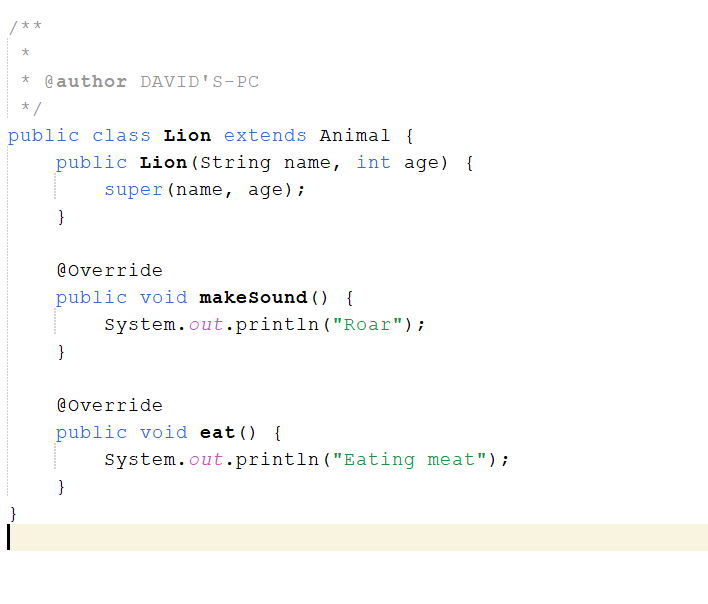 /**
 *
 * @author DAVID'S-PC
 */
public class Lion extends Animal {
    public Lion(String name, int age) {
        super(name, age);
    }

    @Override
    public void makeSound() {
        System.out.println("Roar");
    }

    @Override
    public void eat() {
        System.out.println("Eating meat");
    }
}